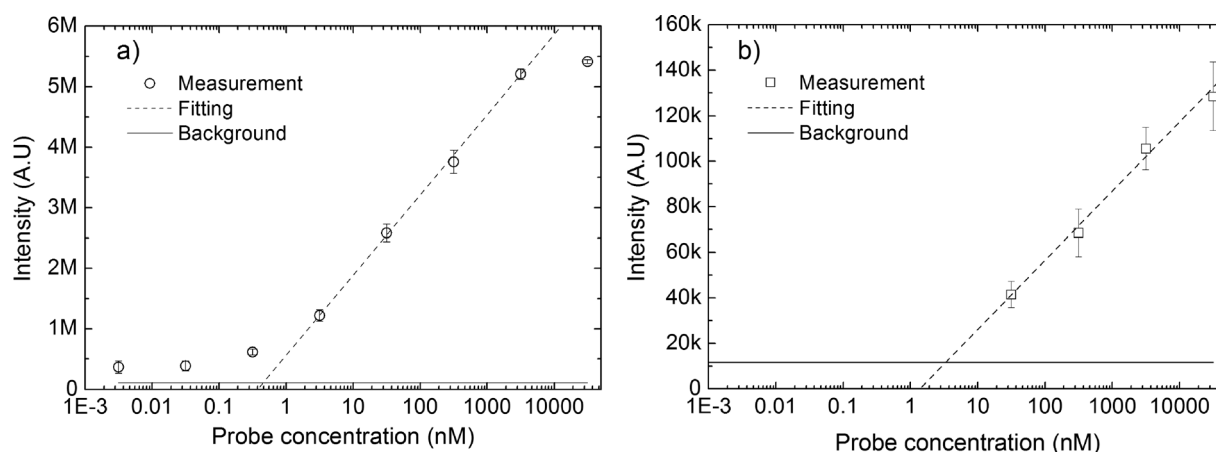 a)
Measurement
Fitting
Background
6M
5M
4M
3M
2M
1M
0
Intensity (A.U)
1E-3 0.01 0.1 1 10 100 1000 10000
Probe concentration (nM)
b)
Measurement
Fitting
Background
160k
140k
120k
100k
80k
60k
40k
20k
0
Intensity (A.U)
1E-3 0.01 0.1 1 10 100 1000 10000
Probe concentration (nM)